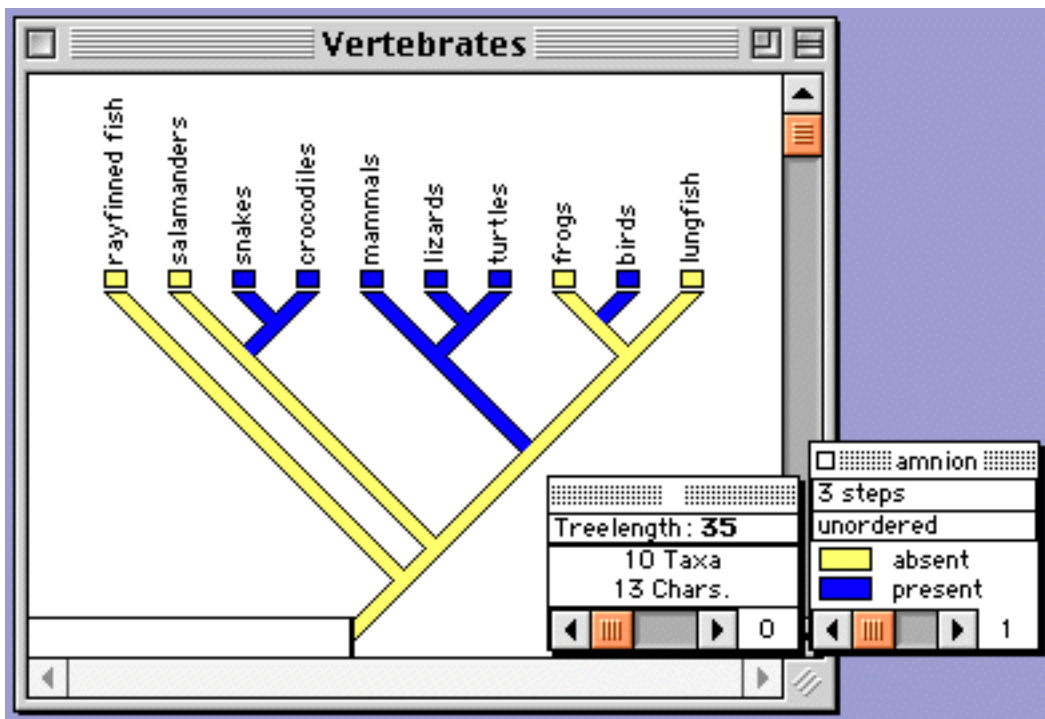 Vertebrates
rayfinned fish
salamanders
snakes
crocodiles
mammals
lizards
turtles
frogs
birds
lungfish
amnion
3 steps
unordered
absent
present
1
Treelength: 35
10 Taxa
13 Chars.
0